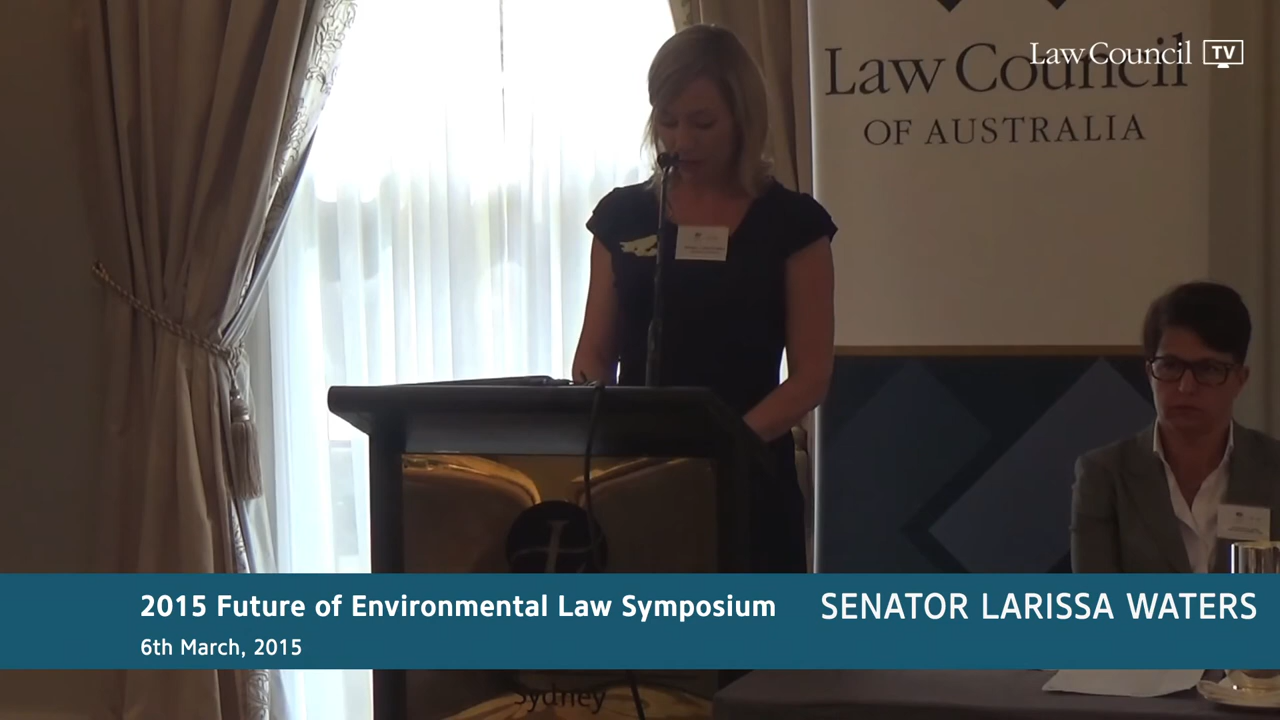 Law Council TV
Law Council
OF AUSTRALIA
2015 Future of Environmental Law Symposium
SENATOR LARISSA WATERS
6th March, 2015
Sydney